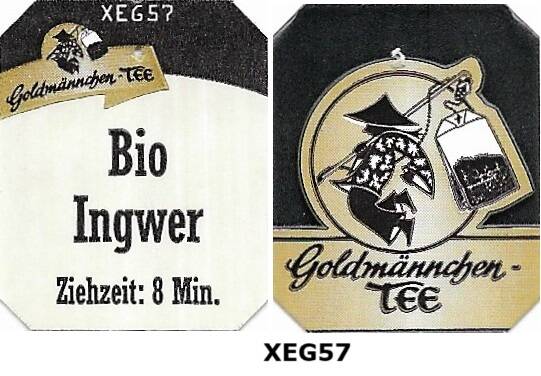 XEG57
Goldmännchen-TEE
Bio
Ingwer
Ziehzeit: 8 Min.
Goldmännchen-
TEE
XEG57